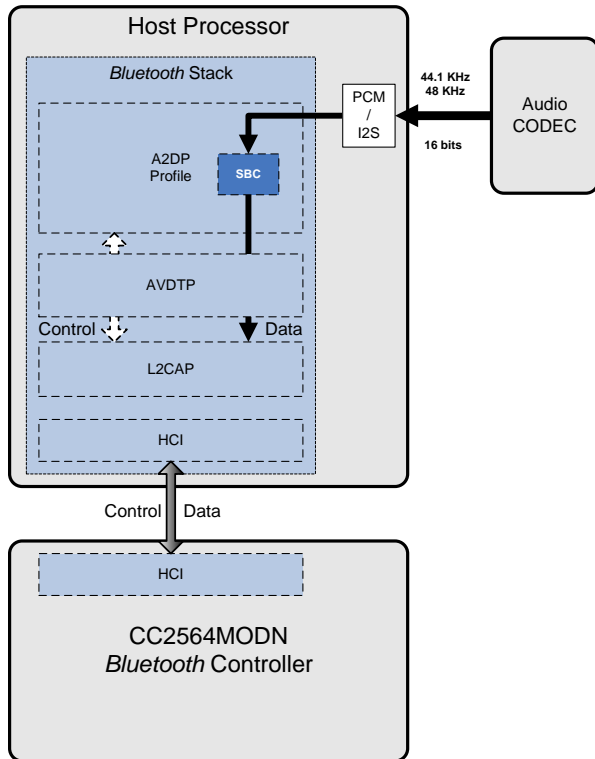 Host Processor
Bluetooth Stack
44.1 KHz
48 KHz
16 bits
Audio
CODEC
PCM
/
I2S
A2DP
Profile
SBC
AVDTP
Control
Data
L2CAP
HCI
Control
Data
HCI
CC2564MODN
Bluetooth Controller